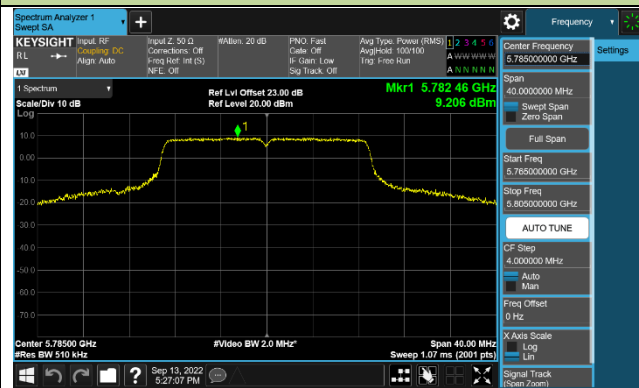 Spectrum Analyzer 1
Swept SA
Frequency
KEYSIGHT
RL
LXI
Input: RF
Coupling: DC
Align: Auto
Input Z: 50 Ω
Corrections: Off
Freq Ref: Int (S)
NFE: Off
#Atten: 20 dB
PNO: Fast
Gate: Off
IF Gain: Low
Sig Track: Off
Avg Type: Power (RMS)
Avg|Hold: 100/100
Trig: Free Run
1 2 3 4 5 6
A W W W W W
A N N N N N
1 Spectrum
Scale/Div 10 dB
Log
Ref Lvl Offset 23.00 dB
Ref Level 20.00 dBm
Mkr1 5.782 46 GHz
9.206 dBm
1
10.0
0.00
-10.0
-20.0
-30.0
-40.0
-50.0
-60.0
-70.0
Center 5.78500 GHz
#Res BW 510 kHz
#Video BW 2.0 MHz*
Span 40.00 MHz
Sweep 1.07 ms (2001 pts)
Sep 13, 2022
5:27:07 PM
Center Frequency
5.785000000 GHz
Settings
Span
40.0000000 MHz
Swept Span
Zero Span
Full Span
Start Freq
5.765000000 GHz
Stop Freq
5.805000000 GHz
AUTO TUNE
CF Step
4.000000 MHz
Auto
Man
Freq Offset
0 Hz
X Axis Scale
Log
Lin
Signal Track
(Span Zoom)